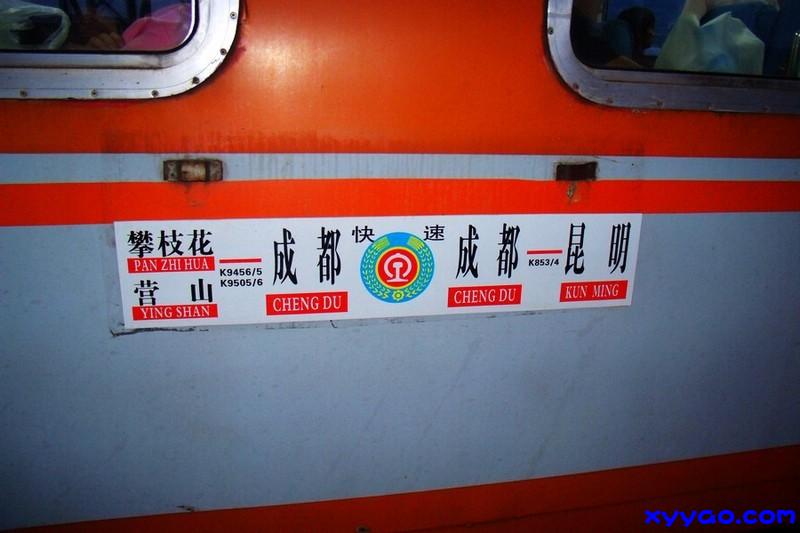 攀枝花
PAN ZHI HUA
营山
YING SHAN
K9456/5
K9505/6
成都
CHENG DU
快速
成都
CHENG DU
K853/4
昆明
KUN MING
xyyao.com